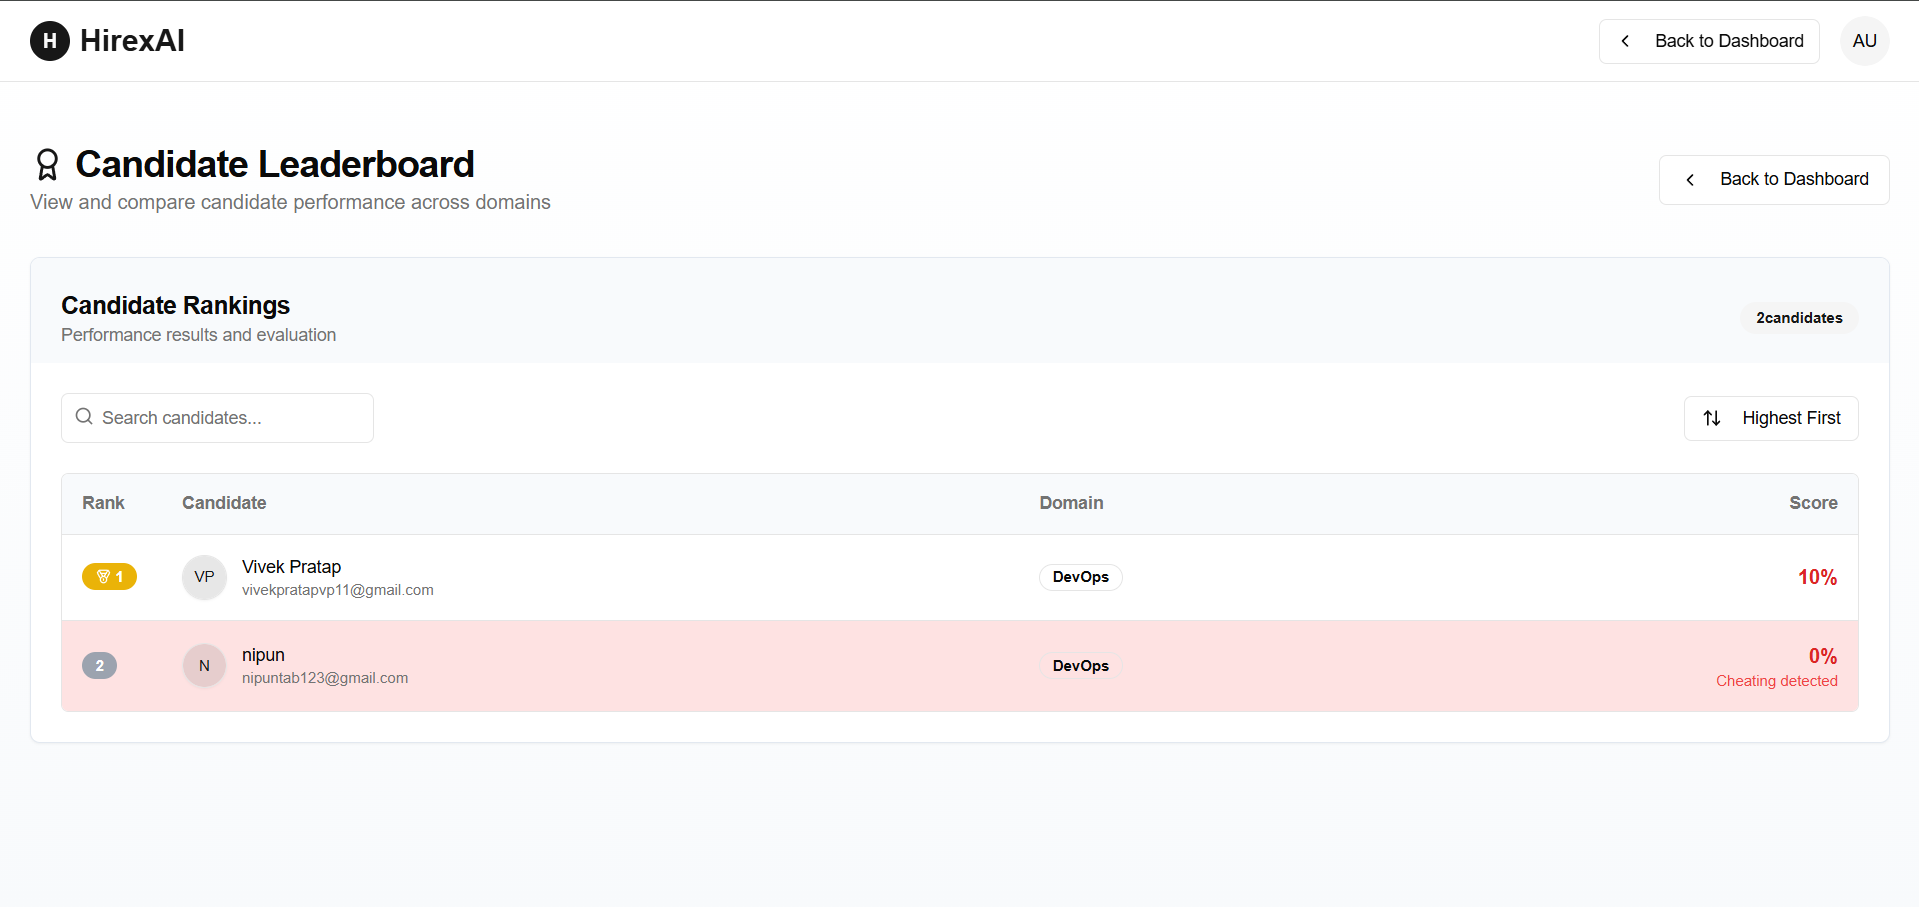 H HirexAI
Back to Dashboard
AU
Candidate Leaderboard
View and compare candidate performance across domains
Back to Dashboard
Candidate Rankings
Performance results and evaluation
2candidates
Search candidates...
Highest First
Rank Candidate Domain Score
1 VP Vivek Pratap DevOps 10%
vivekpratapvp11@gmail.com
2 N nipun DevOps 0%
nipuntab123@gmail.com Cheating detected